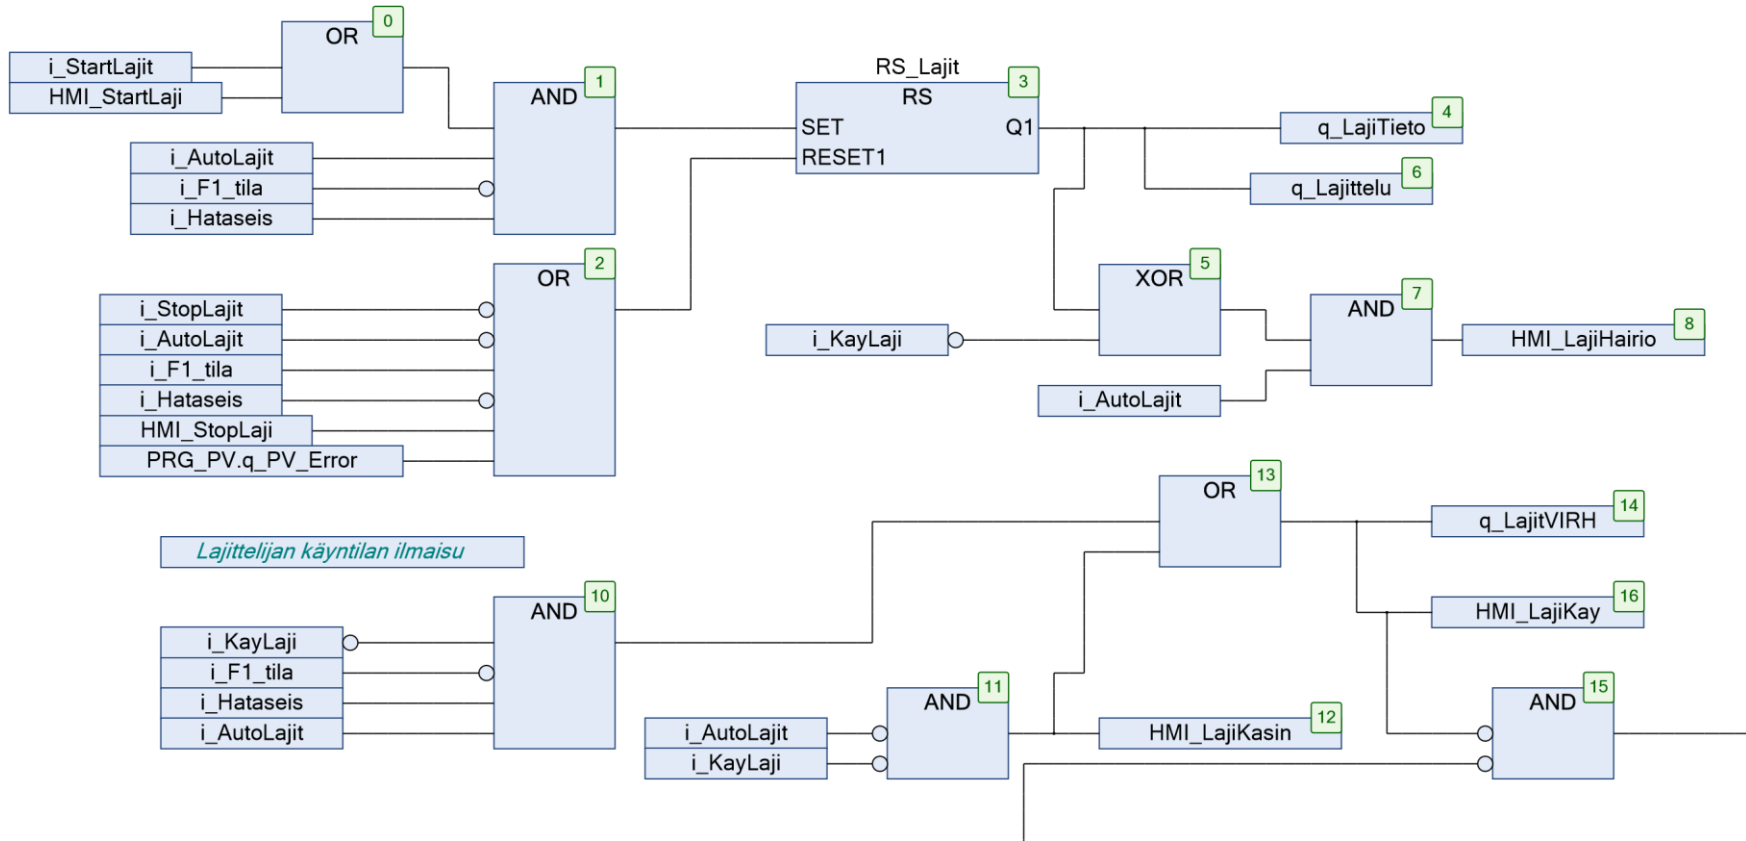 0
OR
i_StartLajit
HMI_StartLaji
1
AND
i_AutoLajit
i_F1_tila
i_Hataseis
RS_Lajit
3
RS
SET
Q1
RESET1
4
q_LajiTieto
6
q_Lajittelu
2
OR
i_StopLajit
i_AutoLajit
i_F1_tila
i_Hataseis
HMI_StopLaji
PRG_PV.q_PV_Error
5
XOR
i_KayLaji
7
AND
i_AutoLajit
8
HMI_LajiHairio
Lajittelijan käyntilan ilmaisu
10
AND
i_KayLaji
i_F1_tila
i_Hataseis
i_AutoLajit
11
AND
i_AutoLajit
i_KayLaji
12
HMI_LajiKasin
13
OR
14
q_LajitVIRH
16
HMI_LajiKay
15
AND